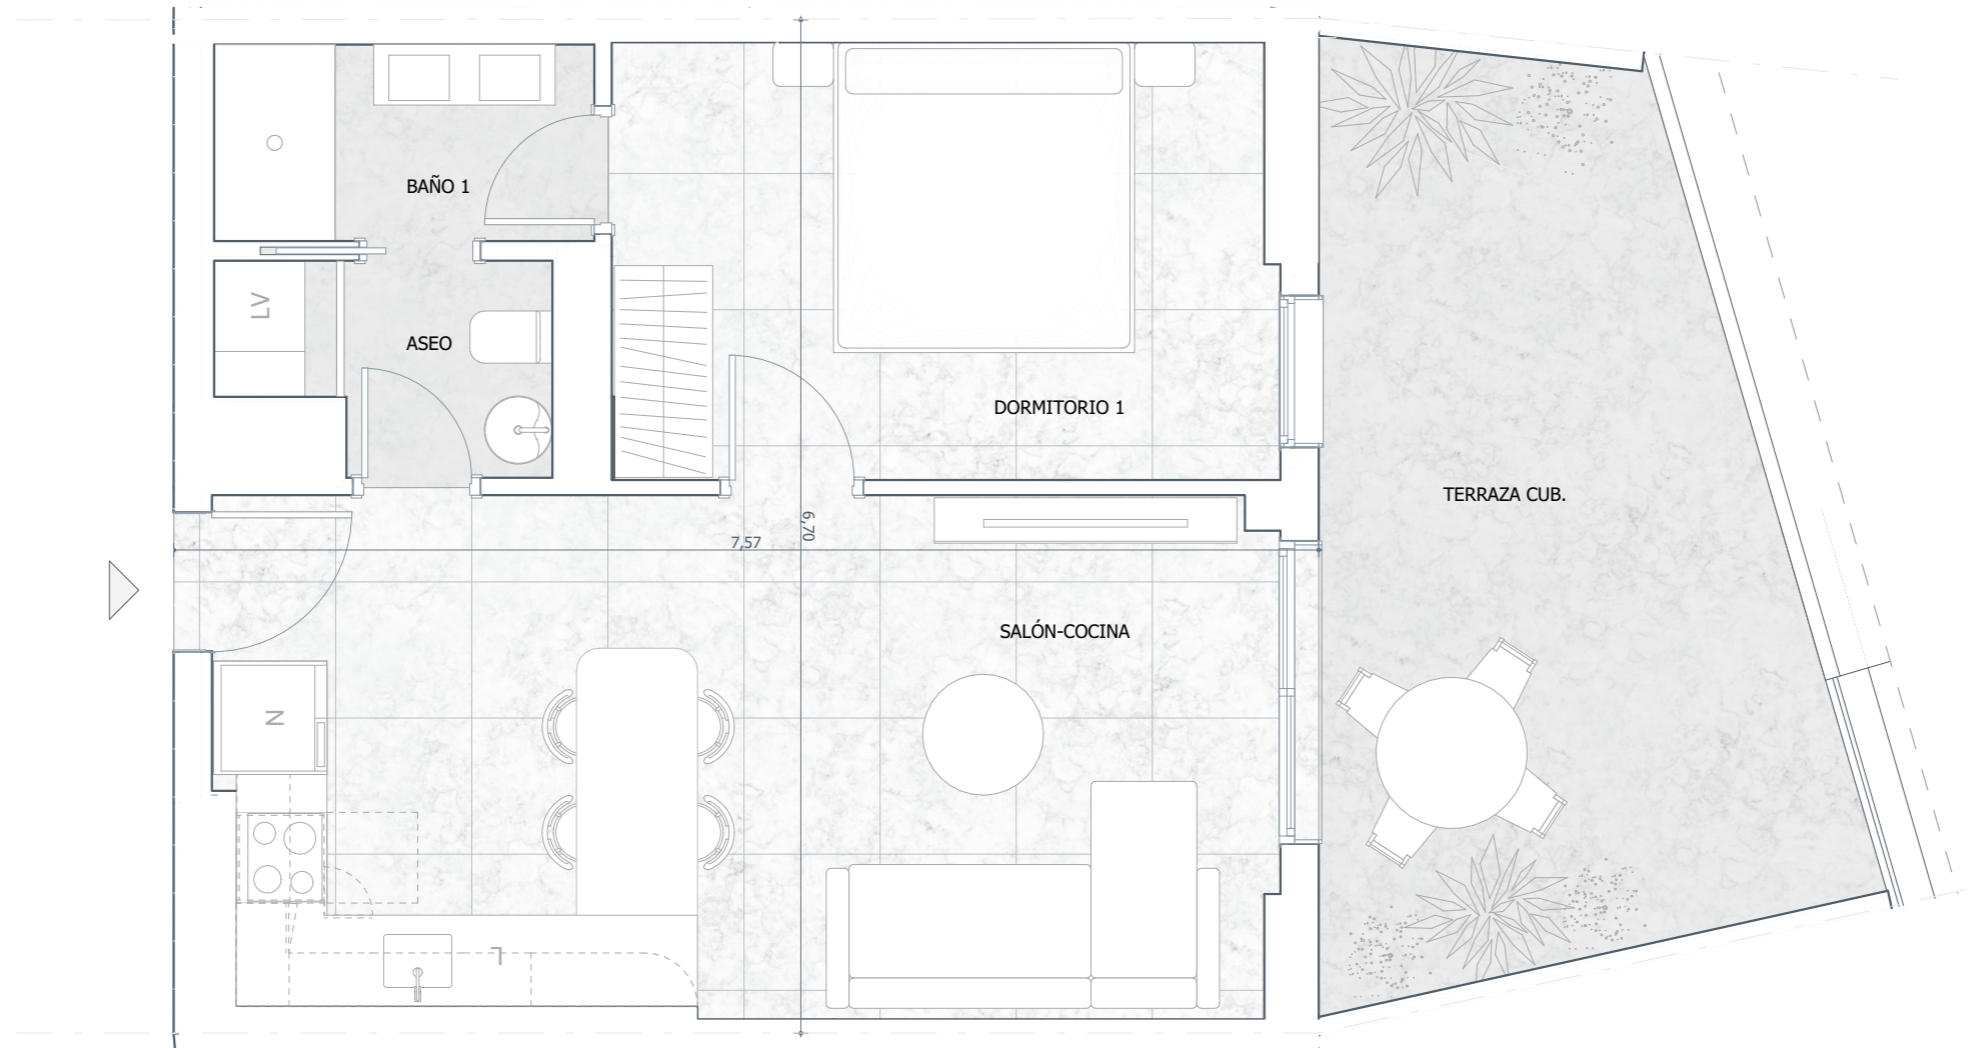 BAÑO 1
LV
ASEO
DORMITORIO 1
TERRAZA CUB.
6,70
7,57
SALÓN-COCINA
N
L